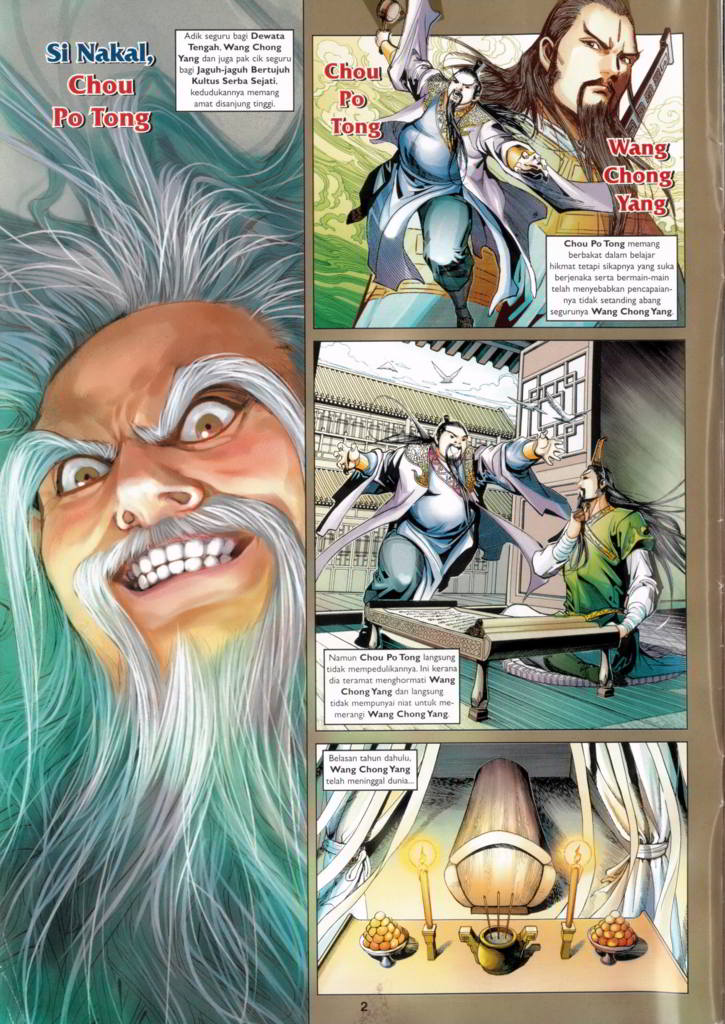 Si Nakal,
Chou
Po Tong
Adik seguru bagi Dewata
Tengah, Wang Chong
Yang dan juga pak cik seguru
bagi Jaguh-jaguh Bertujuh
Kultus Serba Sejati,
kedudukannya memang
amat disanjung tinggi.
Chou
Po
Tong
Wang
Chong
Yang
Chou Po Tong memang
berbakat dalam belajar
hikmat tetapi sikapnya yang suka
berjenaka serta bermain-main
telah menyebabkan pencapaian-
nya tidak setanding abang
segurunya Wang Chong Yang.
Namun Chou Po Tong langsung
tidak mempedulikannya. Ini kerana
dia teramat menghormati Wang
Chong Yang dan langsung
tidak mempunyai niat untuk me-
merangi Wang Chong Yang.
Belasan tahun dahulu,
Wang Chong Yang
telah meninggal dunia...
2